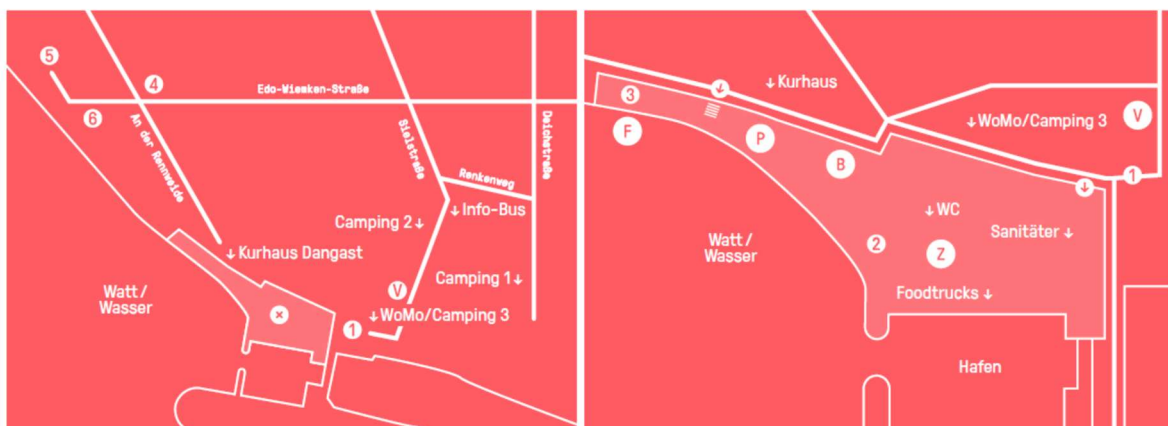 5
4
Edo-Wiemken-Straße
6
An der Rennweide
Sielstraße
Deichstraße
Renkenweg
↓ Info-Bus
Camping 2 ↓
↓ Kurhaus Dangast
Camping 1 ↓
Watt/
Wasser
V
↓ WoMo/Camping 3
×
1
↓ Kurhaus
3
↓
F
P
B
↓ WoMo/Camping 3
V
1
↓
↓ WC
Sanitäter ↓
Watt/
Wasser
2
Z
Foodtrucks ↓
Hafen